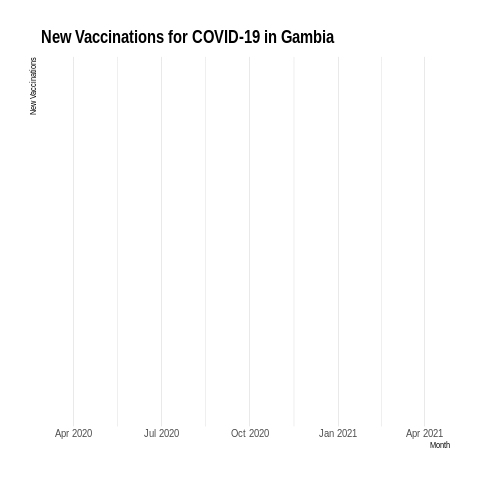 New Vaccinations for COVID-19 in Gambia
New Vaccinations
Apr 2020 Jul 2020 Oct 2020 Jan 2021 Apr 2021
Month